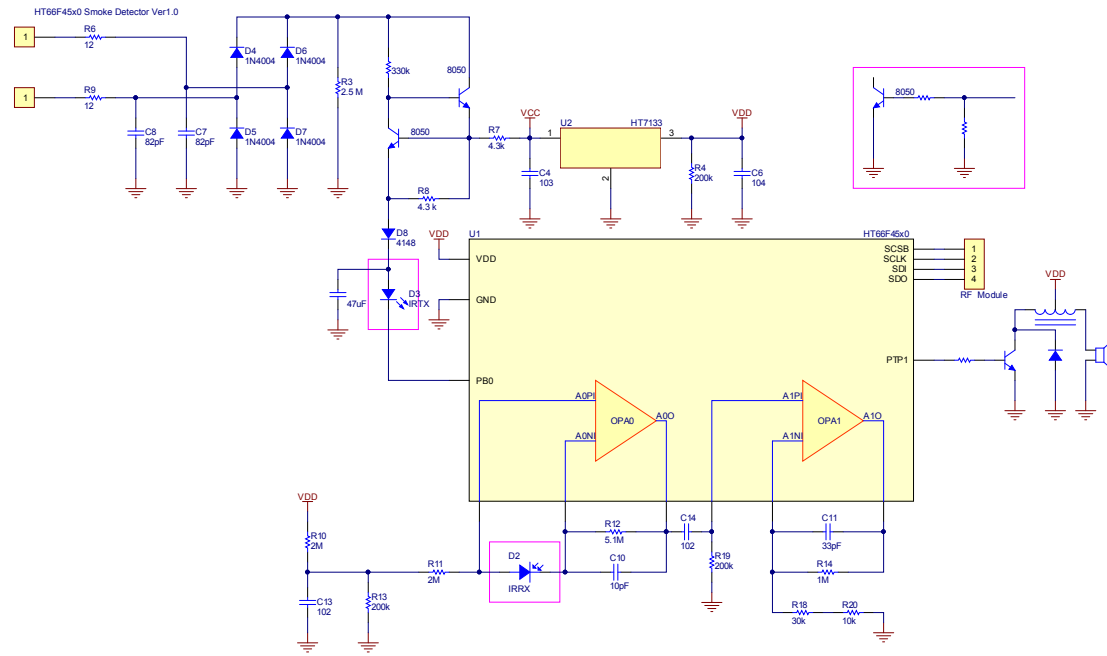 HT66F45x0 Smoke Detector Ver1.0
1
R6
12
1
R9
12
C8
82pF
C7
82pF
D4
1N4004
D6
1N4004
D5
1N4004
D7
1N4004
R3
2.5 M
330k
8050
8050
R7
4.3k
R8
4.3 k
VCC
C4
103
U2
HT7133
1
3
2
VDD
R4
200k
C6
104
8050
D8
4148
47uF
D3
IRTX
VDD
U1
HT66F45x0
VDD
GND
PB0
SCSB
SCLK
SDI
SDO
1
2
3
4
RF Module
PTP1
VDD
A0PI
A0NI
OPA0
A0O
A1PI
A1NI
OPA1
A1O
VDD
R10
2M
C13
102
R13
200k
R11
2M
D2
IRRX
R12
5.1M
C10
10pF
C14
102
R19
200k
C11
33pF
R14
1M
R18
30k
R20
10k